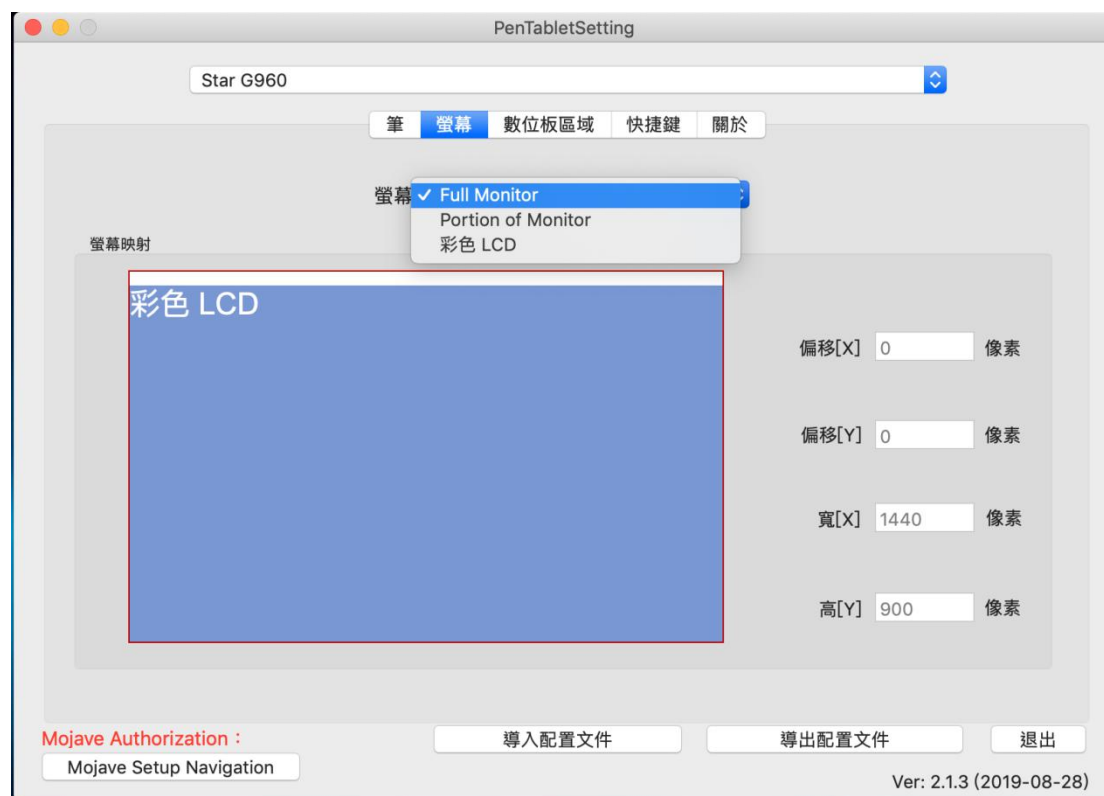 PenTabletSetting
Star G960
筆 螢幕 數位板區域 快捷鍵 關於
螢幕
✓ Full Monitor
Portion of Monitor
彩色 LCD
螢幕映射
彩色 LCD
偏移[X] 0 像素
偏移[Y] 0 像素
寬[X] 1440 像素
高[Y] 900 像素
Mojave Authorization：
導入配置文件 導出配置文件 退出
Mojave Setup Navigation
Ver: 2.1.3 (2019-08-28)